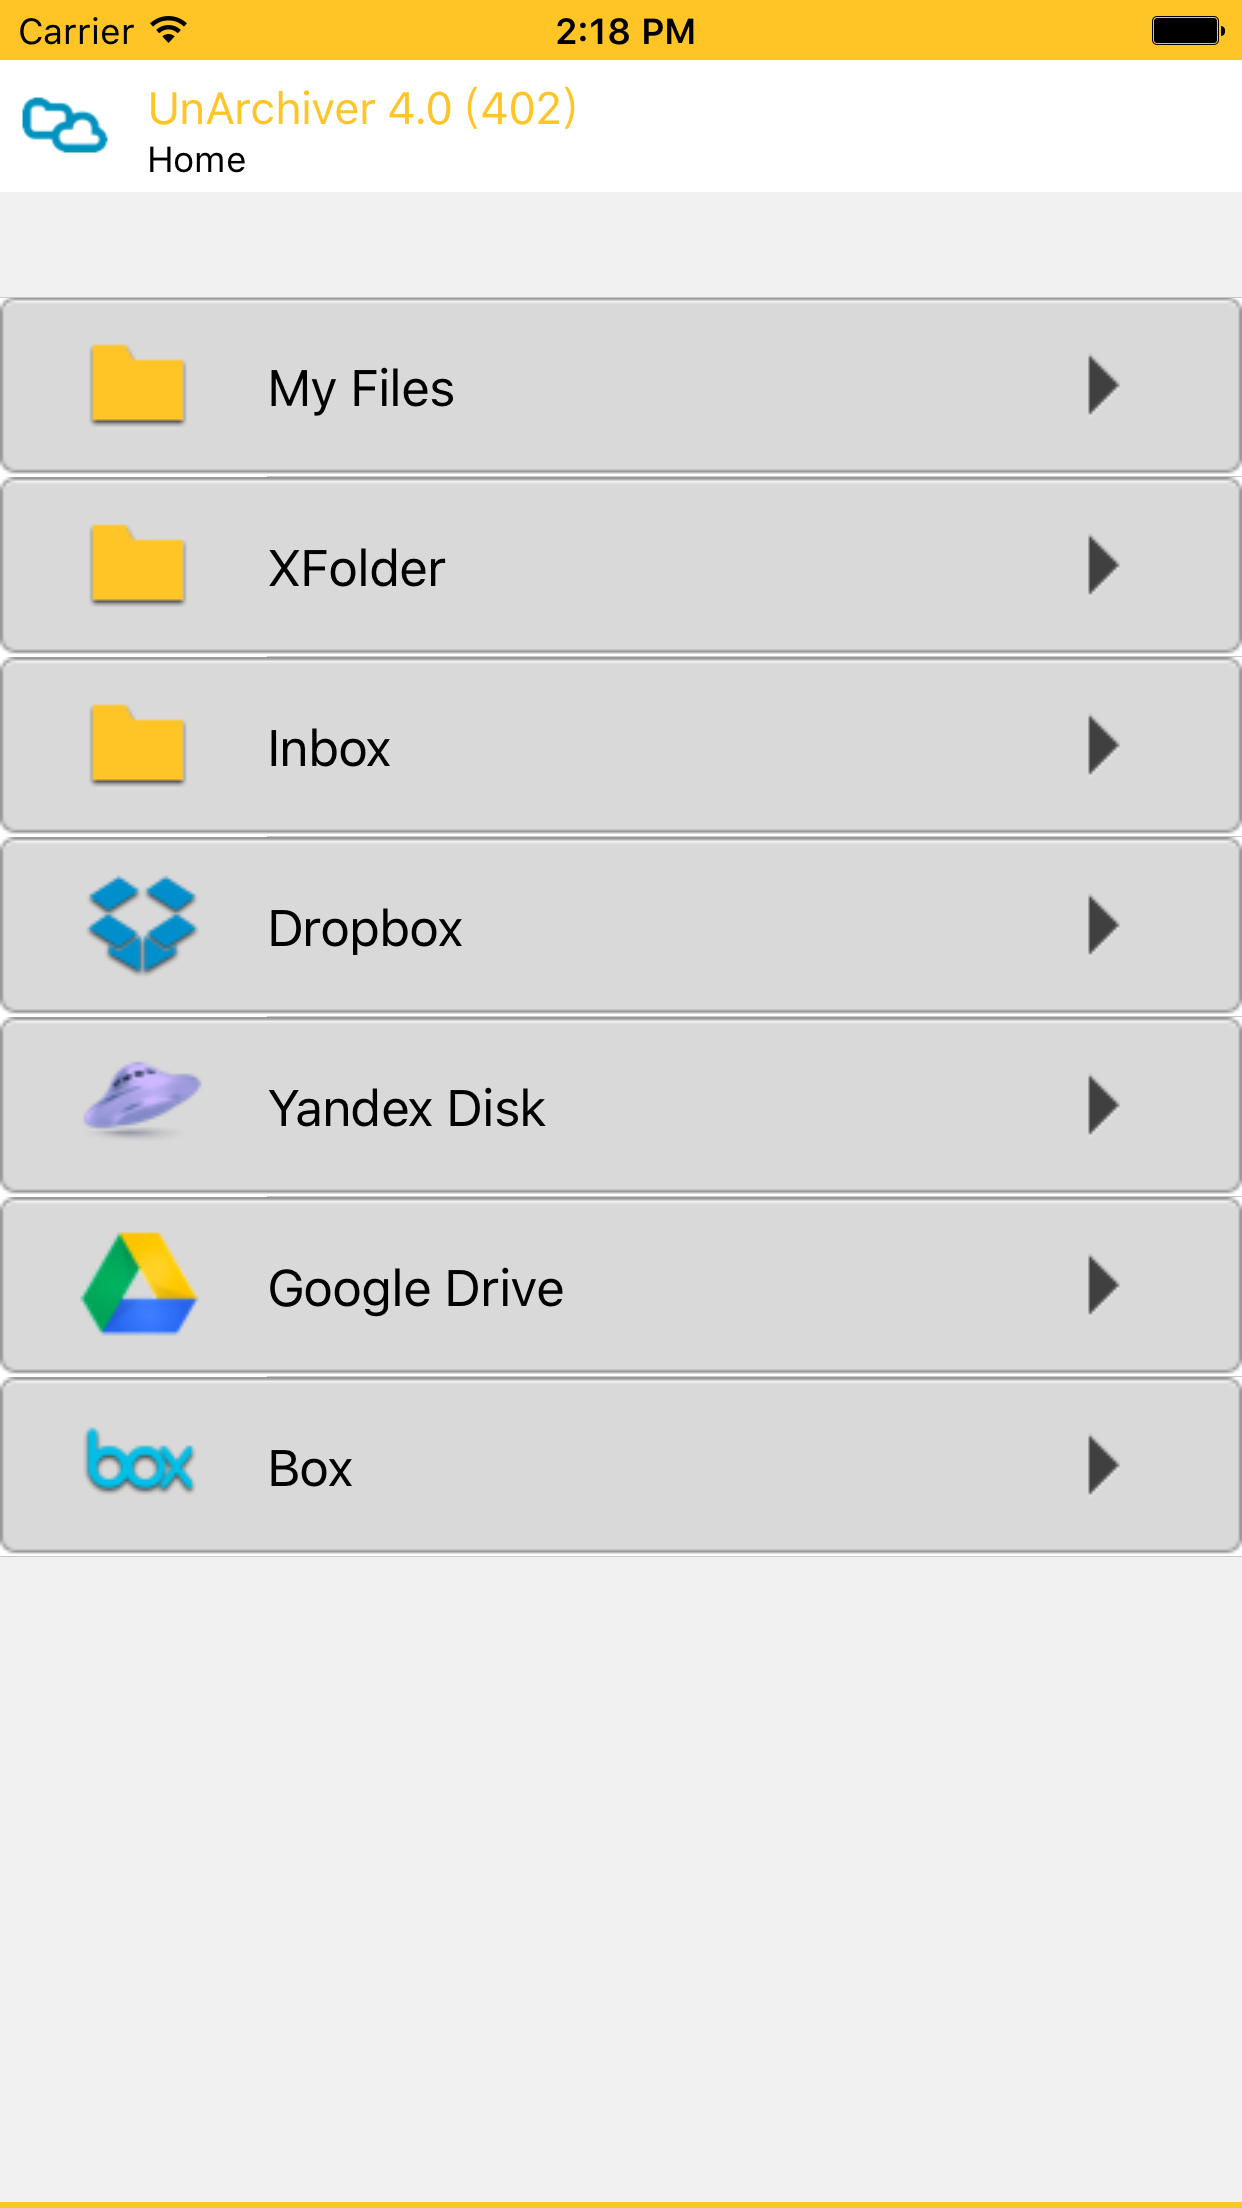 Carrier 2:18 PM
UnArchiver 4.0 (402)
Home
My Files
XFolder
Inbox
Dropbox
Yandex Disk
Google Drive
box Box